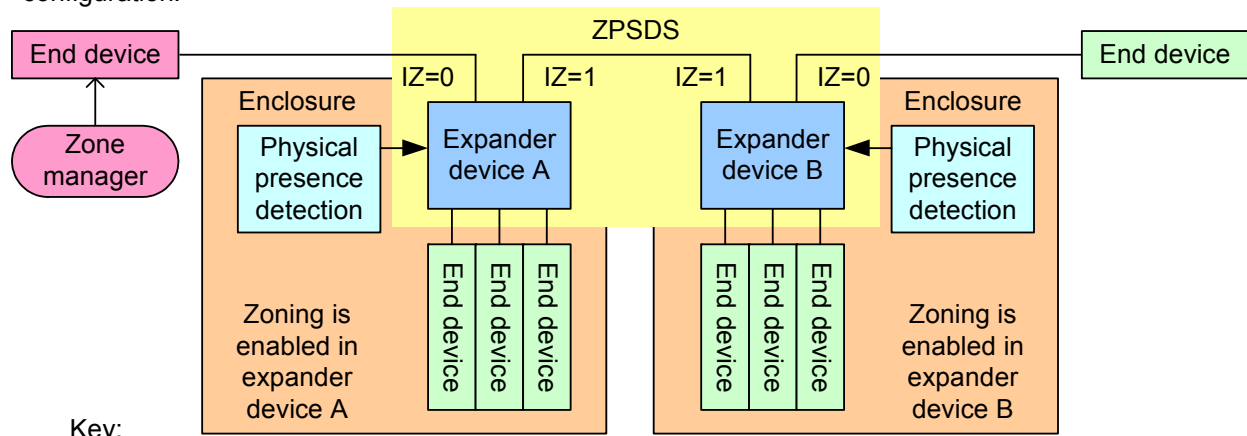 configuration.
ZPSDS
End device
IZ=0
IZ=1
IZ=1
IZ=0
End device
Enclosure
Enclosure
Zone
manager
Physical
presence
detection
Expander
device A
Expander
device B
Physical
presence
detection
End device
End device
End device
End device
End device
End device
Zoning is
enabled in
expander
device A
Zoning is
enabled in
expander
device B
Key: